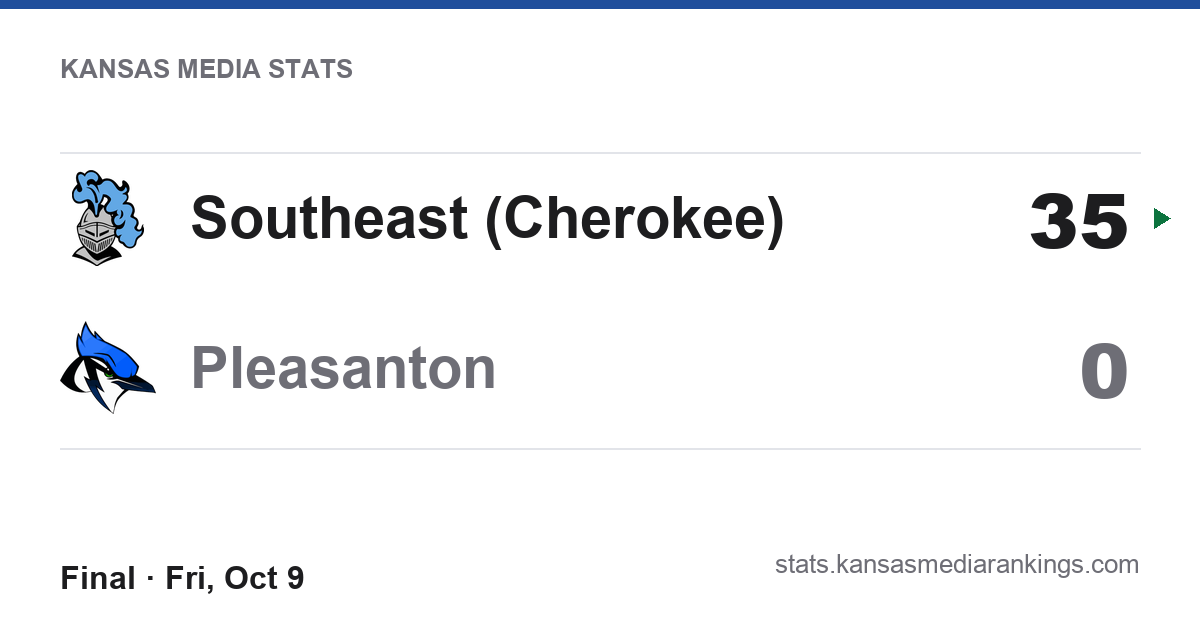 KANSAS MEDIA STATS
Southeast (Cherokee) 35
Pleasanton 0
Final · Fri, Oct 9
stats.kansasmediarankings.com